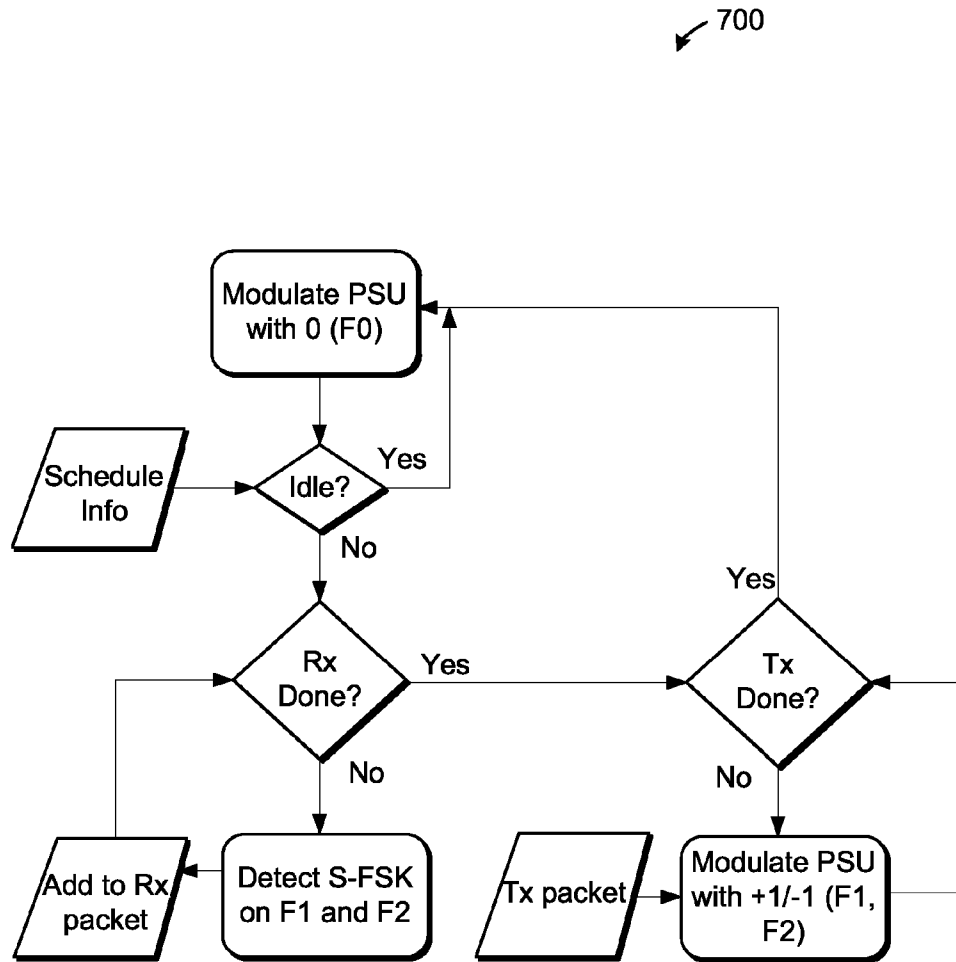 700
Modulate PSU
with 0 (F0)
Schedule
Info
Idle?
Yes
No
Rx
Done?
Yes
No
Yes
Tx
Done?
No
Add to Rx
packet
Detect S-FSK
on F1 and F2
Tx packet
Modulate PSU
with +1/-1 (F1,
F2)